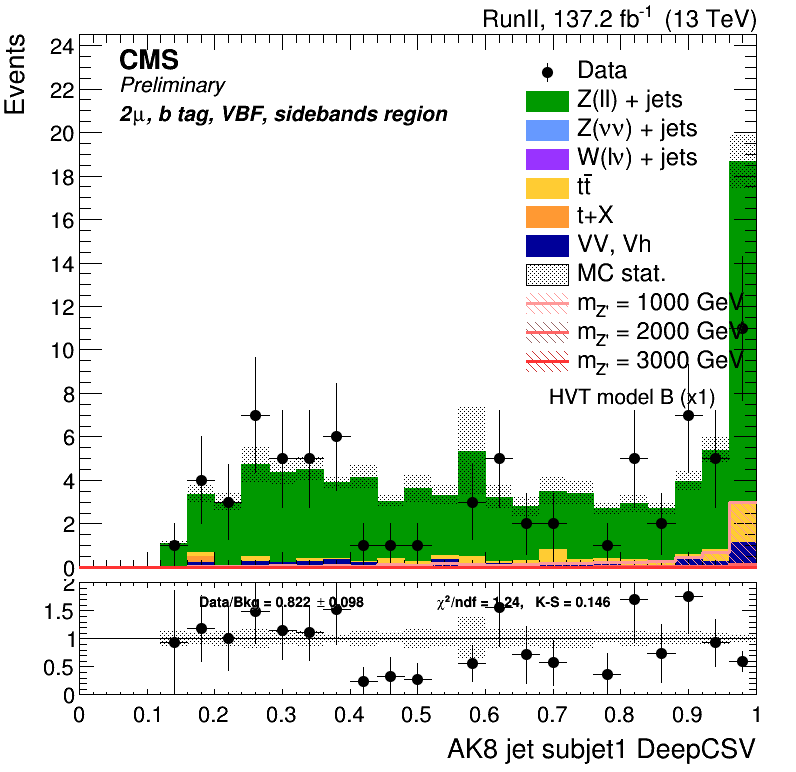 RunII, 137.2 fb-1 (13 TeV)
Events
CMS
Preliminary
2μ, b tag, VBF, sidebands region
Data
Z(ll) + jets
Z(νν) + jets
W(lν) + jets
tt̄
t+X
VV, Vh
MC stat.
mZ' = 1000 GeV
mZ' = 2000 GeV
mZ' = 3000 GeV
HVT model B (x1)
24
22
20
18
16
14
12
10
8
6
4
2
0
Data/Bkg = 0.822 ± 0.098 χ²/ndf = 1.24, K-S = 0.146
2
1.5
1
0.5
0
0 0.1 0.2 0.3 0.4 0.5 0.6 0.7 0.8 0.9 1
AK8 jet subjet1 DeepCSV